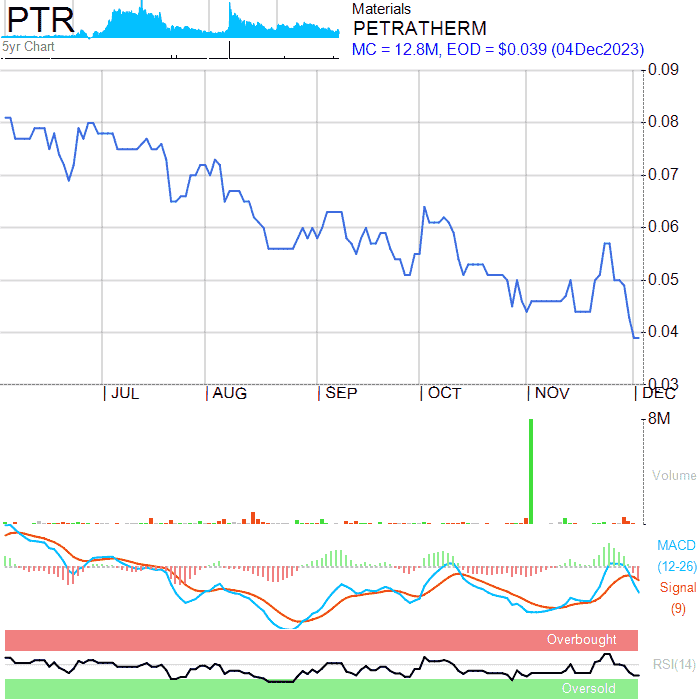 PTR
5yr Chart
Materials
PETRATHERM
MC = 12.8M, EOD = $0.039 (04Dec2023)
0.09
0.08
0.07
0.06
0.05
0.04
0.03
JUL AUG SEP OCT NOV DEC
8M
Volume
MACD
(12-26)
Signal
(9)
Overbought
RSI(14)
Oversold